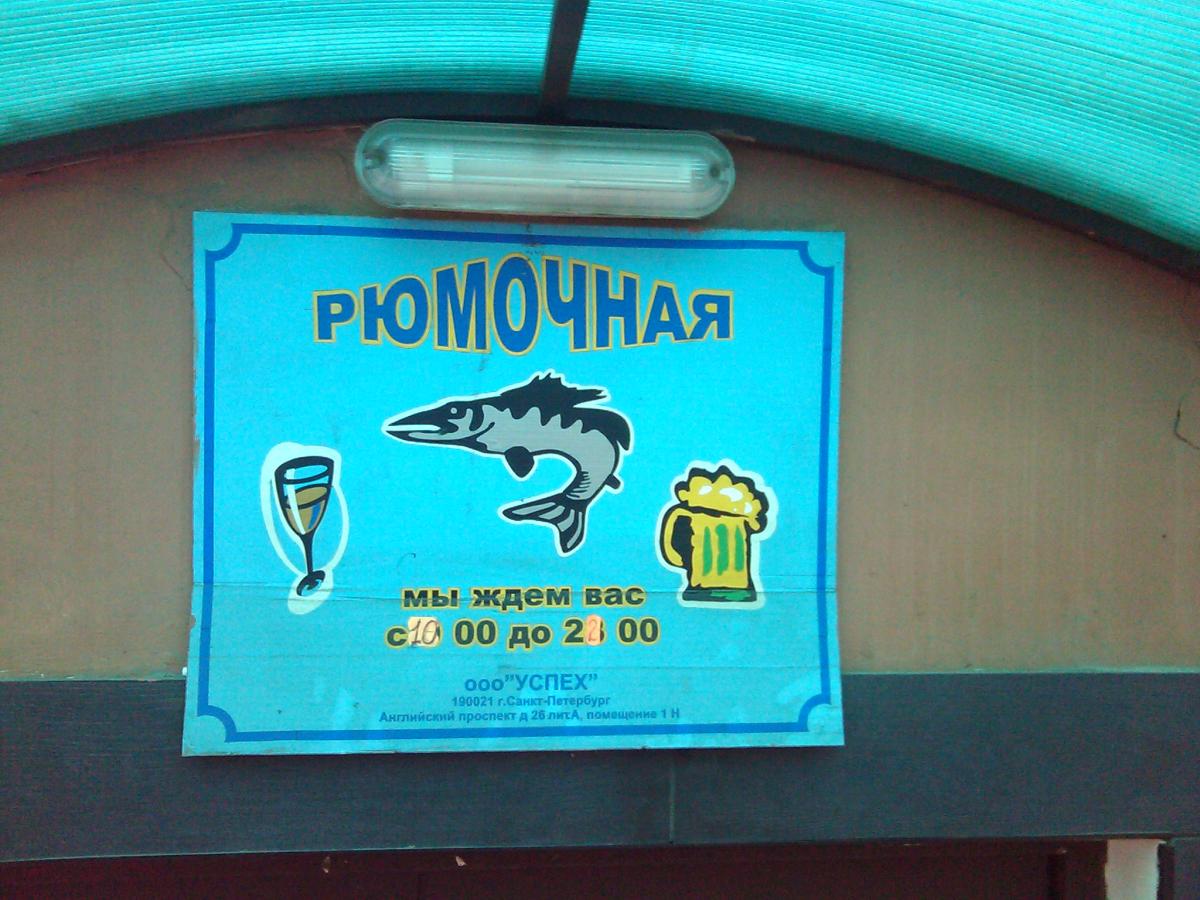 РЮМОЧНАЯ
мы ждем вас
с 10 00 до 22 00
ооо"УСПЕХ"
190021 г.Санкт-Петербург
Английский проспект д 26 лит.А, помещение 1 Н